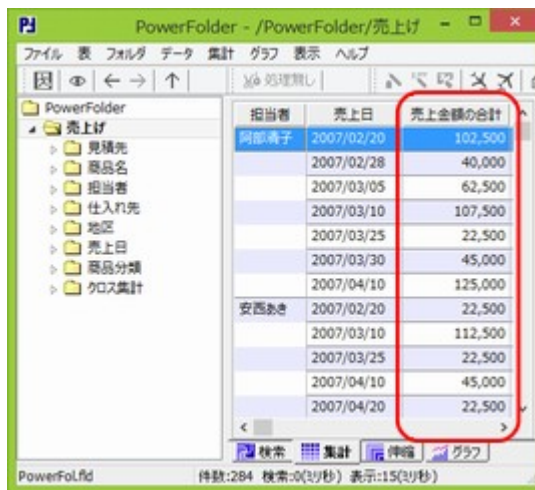 PowerFolder - /PowerFolder/売上げ
ファイル 表 フォルダ データ 集計 グラフ 表示 ヘルプ
処理無し
PowerFolder
売上げ
見積先
商品名
担当者
仕入れ先
地区
売上日
商品分類
クロス集計
担当者 売上日 売上金額の合計
阿部清子 2007/02/20 102,500
2007/02/28 40,000
2007/03/05 62,500
2007/03/10 107,500
2007/03/25 22,500
2007/03/30 45,000
2007/04/10 125,000
安西あき 2007/02/20 22,500
2007/03/10 112,500
2007/03/25 22,500
2007/04/10 45,000
2007/04/20 22,500
検索 集計 伸縮 グラフ
PowerFol.fld 件数:284 検索:0(ミリ秒) 表示:15(ミリ秒)